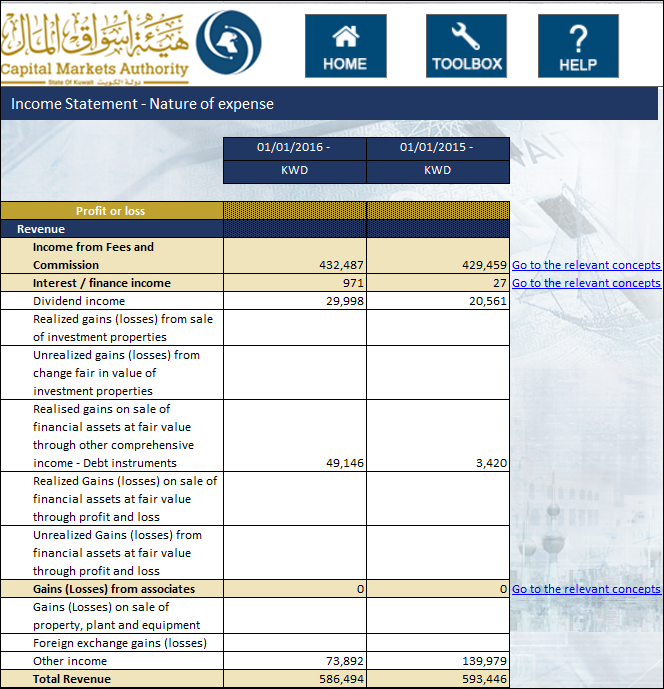 هيئة أسواق المال
Capital Markets Authority
State Of Kuwait دولة الكويت
HOME
TOOLBOX
?
HELP
Income Statement - Nature of expense
01/01/2016 - 01/01/2015 -
KWD KWD
Profit or loss
Revenue
Income from Fees and
Commission 432,487 429,459 Go to the relevant concepts
Interest / finance income 971 27 Go to the relevant concepts
Dividend income 29,998 20,561
Realized gains (losses) from sale
of investment properties
Unrealized gains (losses) from
change fair in value of
investment properties
Realised gains on sale of
financial assets at fair value
through other comprehensive
income - Debt instruments 49,146 3,420
Realized Gains (losses) on sale of
financial assets at fair value
through profit and loss
Unrealized Gains (losses) from
financial assets at fair value
through profit and loss
Gains (Losses) from associates 0 0 Go to the relevant concepts
Gains (Losses) on sale of
property, plant and equipment
Foreign exchange gains (losses)
Other income 73,892 139,979
Total Revenue 586,494 593,446